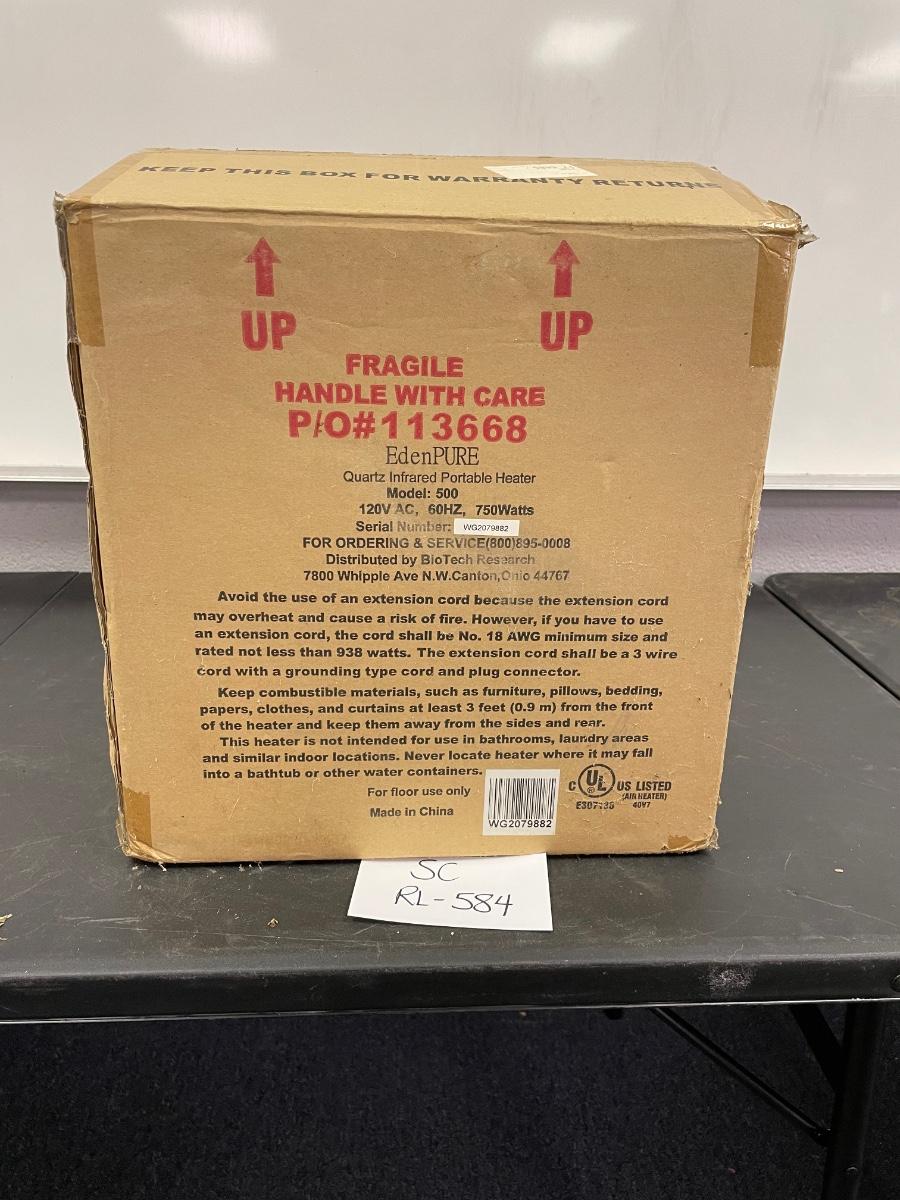 KEEP THIS BOX FOR WARRANTY RETURNS
UP UP
FRAGILE
HANDLE WITH CARE
P/O#113668
EdenPURE
Quartz Infrared Portable Heater
Model: 500
120V AC, 60HZ, 750Watts
Serial Number: WG2079882
FOR ORDERING & SERVICE(800)895-0008
Distributed by BioTech Research
7800 Whipple Ave N.W.Canton,Ohio 44767
Avoid the use of an extension cord because the extension cord
may overheat and cause a risk of fire. However, if you have to use
an extension cord, the cord shall be No. 18 AWG minimum size and
rated not less than 938 watts. The extension cord shall be a 3 wire
cord with a grounding type cord and plug connector.
Keep combustible materials, such as furniture, pillows, bedding,
papers, clothes, and curtains at least 3 feet (0.9 m) from the front
of the heater and keep them away from the sides and rear.
This heater is not intended for use in bathrooms, laundry areas
and similar indoor locations. Never locate heater where it may fall
into a bathtub or other water containers.
For floor use only
Made in China
WG2079882
C UL ® US LISTED
(AIR HEATER)
40Y7
SC
RL-584